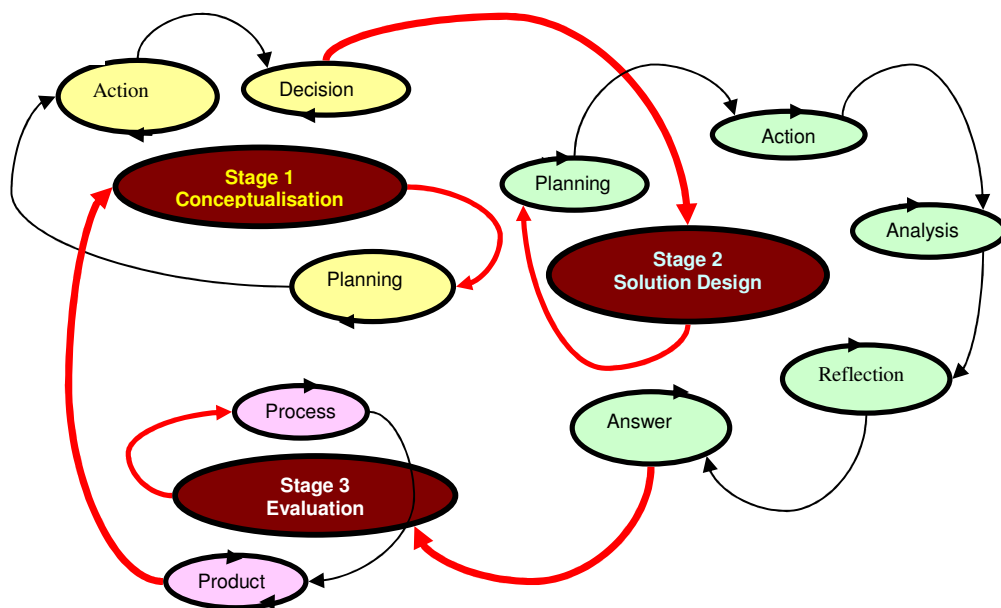 Action
Decision
Stage 1
Conceptualisation
Planning
Planning
Action
Analysis
Stage 2
Solution Design
Reflection
Answer
Process
Stage 3
Evaluation
Product